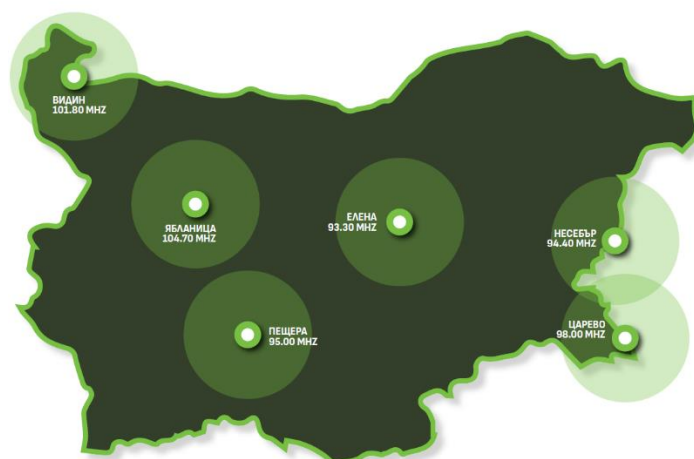 ВИДИН
101.80 MHZ
ЯБЛАНИЦА
104.70 MHZ
ЕЛЕНА
93.30 MHZ
НЕСЕБЪР
94.40 MHZ
ПЕЩЕРА
95.00 MHZ
ЦАРЕВО
98.00 MHZ